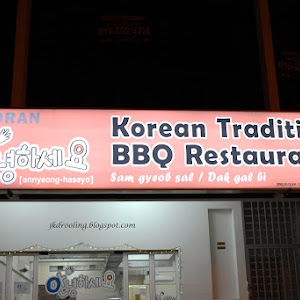 ORAN
Korean Traditi
녕하세요
BBQ Restaura
[annyeong-haseyo]
Sam gyeob sal / Dak gal bi
jkdrooling.blogspot.com